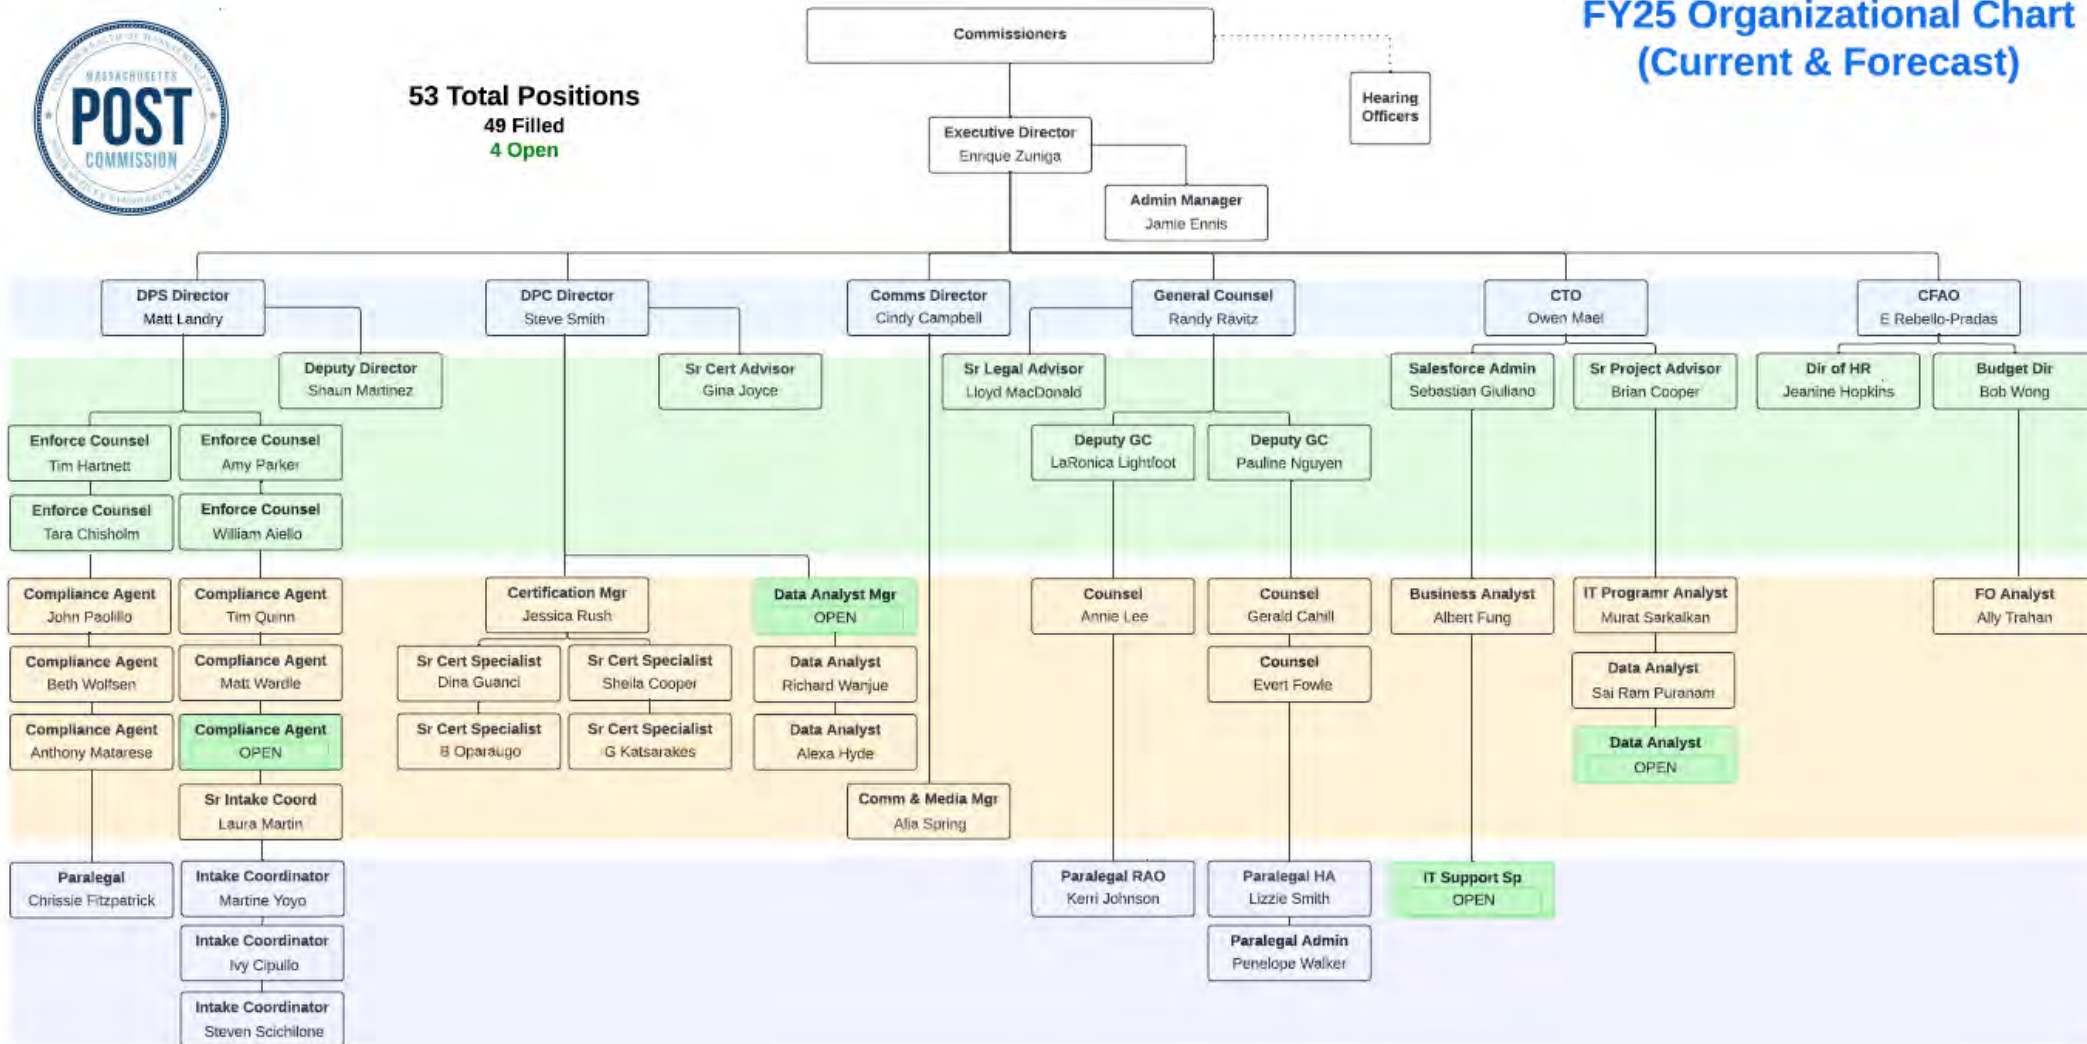 FY25 Organizational Chart
(Current & Forecast)
MASSACHUSETTS
POST
COMMISSION
53 Total Positions
49 Filled
4 Open
Commissioners
Hearing
Officers
Executive Director
Enrique Zuniga
Admin Manager
Jamie Ennis
DPS Director
Matt Landry
DPC Director
Steve Smith
Comms Director
Cindy Campbell
General Counsel
Randy Ravitz
CTO
Owen Mael
CFAO
E Rebello-Pradas
Deputy Director
Shaun Martinez
Sr Cert Advisor
Gina Joyce
Sr Legal Advisor
Lloyd MacDonald
Salesforce Admin
Sebastian Giuliano
Sr Project Advisor
Brian Cooper
Dir of HR
Jeanine Hopkins
Budget Dir
Bob Wong
Enforce Counsel
Tim Hartnett
Enforce Counsel
Amy Parker
Deputy GC
LaRonica Lightfoot
Deputy GC
Pauline Nguyen
Enforce Counsel
Tara Chisholm
Enforce Counsel
William Aiello
Compliance Agent
John Paolillo
Compliance Agent
Tim Quinn
Certification Mgr
Jessica Rush
Data Analyst Mgr
OPEN
Counsel
Annie Lee
Counsel
Gerald Cahill
Business Analyst
Albert Fung
IT Programr Analyst
Murat Sarkalkan
FO Analyst
Ally Trahan
Compliance Agent
Beth Wolfsen
Compliance Agent
Matt Wardle
Sr Cert Specialist
Dina Guanci
Sr Cert Specialist
Sheila Cooper
Data Analyst
Richard Wanjue
Counsel
Evert Fowle
Data Analyst
Sai Ram Puranam
Compliance Agent
Anthony Matarese
Compliance Agent
OPEN
Sr Cert Specialist
B Oparaugo
Sr Cert Specialist
G Katsarakes
Data Analyst
Alexa Hyde
Data Analyst
OPEN
Sr Intake Coord
Laura Martin
Comm & Media Mgr
Alia Spring
Paralegal
Chrissie Fitzpatrick
Intake Coordinator
Martine Yoyo
Paralegal RAO
Kerri Johnson
Paralegal HA
Lizzie Smith
IT Support Sp
OPEN
Intake Coordinator
Ivy Cipullo
Paralegal Admin
Penelope Walker
Intake Coordinator
Steven Scichilone